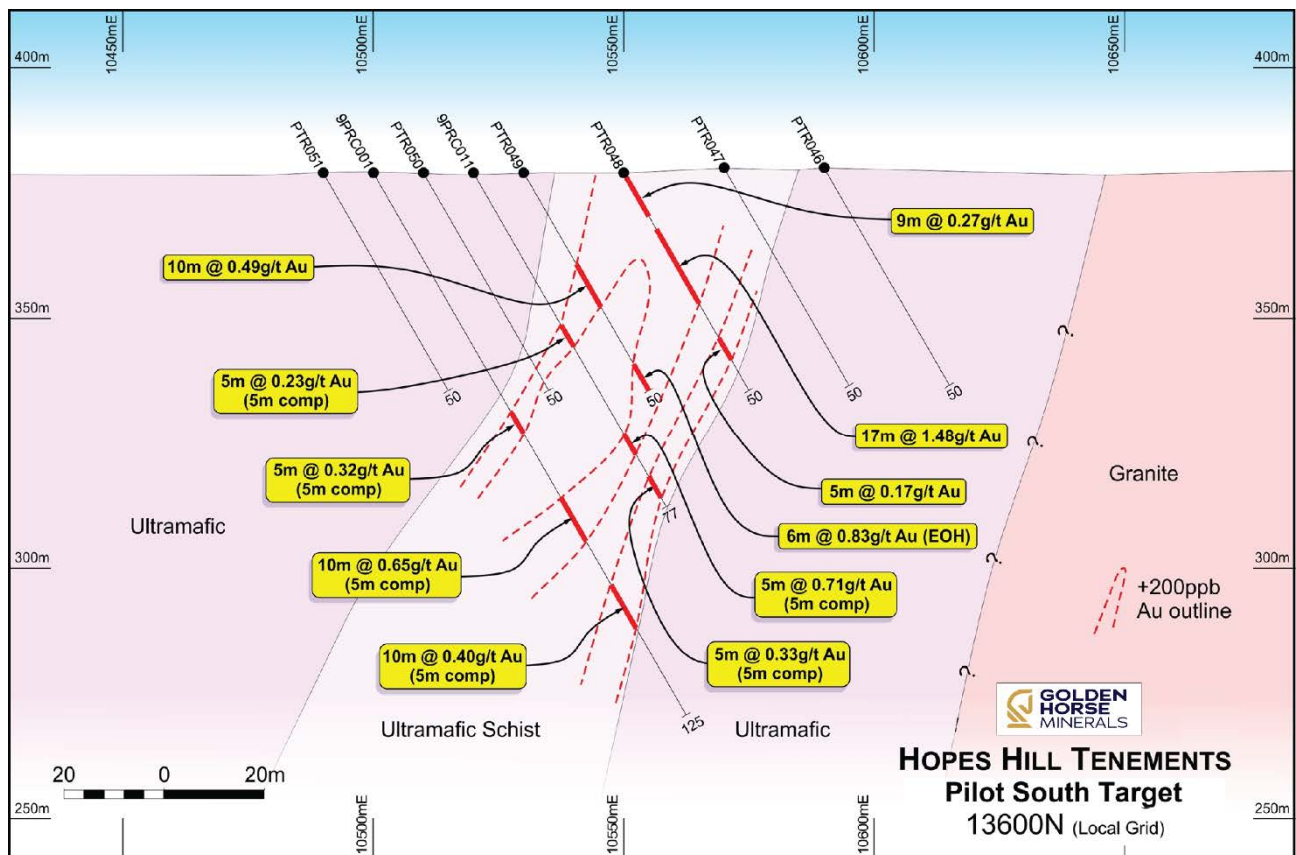 10450mE
10500mE
10550mE
10600mE
10650mE
400m
400m
PTR051
9PRC001
PTR050
9PRC011
PTR049
PTR048
PTR047
PTR046
9m @ 0.27g/t Au
10m @ 0.49g/t Au
350m
350m
?
5m @ 0.23g/t Au
(5m comp)
50
50
50
50
50
50
17m @ 1.48g/t Au
?
5m @ 0.32g/t Au
(5m comp)
Granite
5m @ 0.17g/t Au
77
Ultramafic
6m @ 0.83g/t Au (EOH)
?
300m
300m
10m @ 0.65g/t Au
(5m comp)
5m @ 0.71g/t Au
(5m comp)
+200ppb
Au outline
10m @ 0.40g/t Au
(5m comp)
5m @ 0.33g/t Au
(5m comp)
?
125
Ultramafic Schist
Ultramafic
GOLDEN
HORSE
MINERALS
HOPES HILL TENEMENTS
Pilot South Target
13600N (Local Grid)
20 0 20m
250m
250m
10500mE
10550mE
10600mE